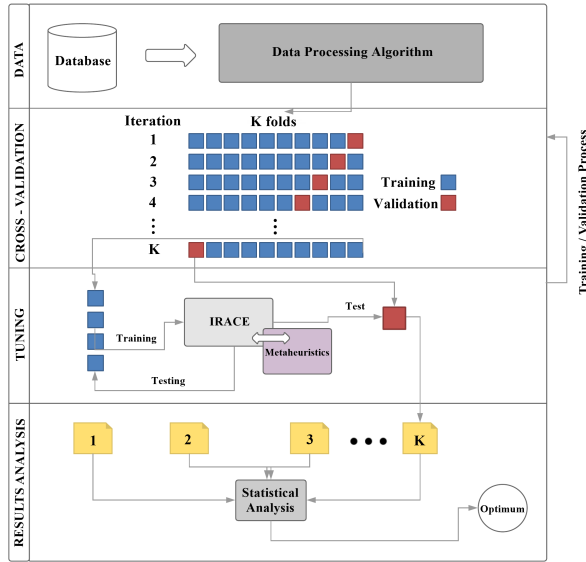 DATA
Database
Data Processing Algorithm
CROSS - VALIDATION
Iteration
K folds
1
2
3
4
K
Training
Validation
Training / Validation Process
TUNING
Training
IRACE
Metaheuristics
Testing
Test
RESULTS ANALYSIS
1
2
3
K
Statistical
Analysis
Optimum